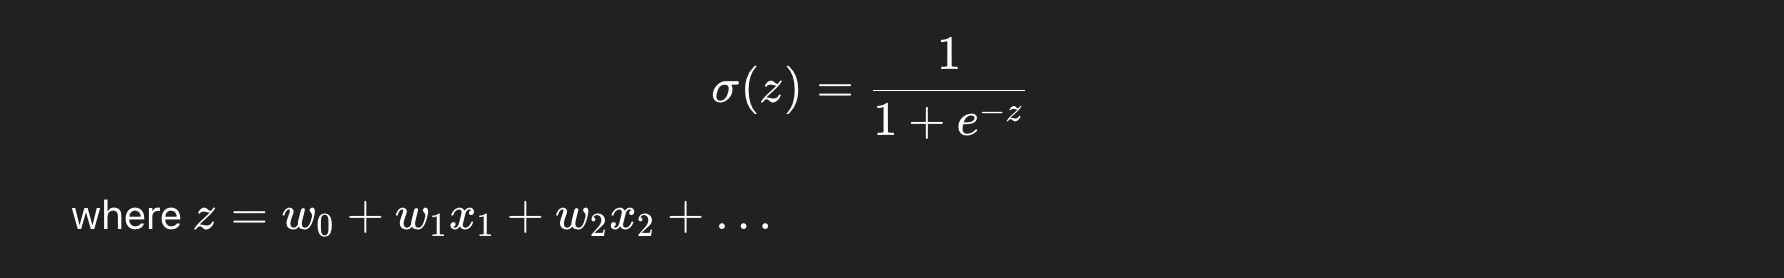 σ(z) = 1 / (1 + e^{-z})
where z = w₀ + w₁x₁ + w₂x₂ + ...